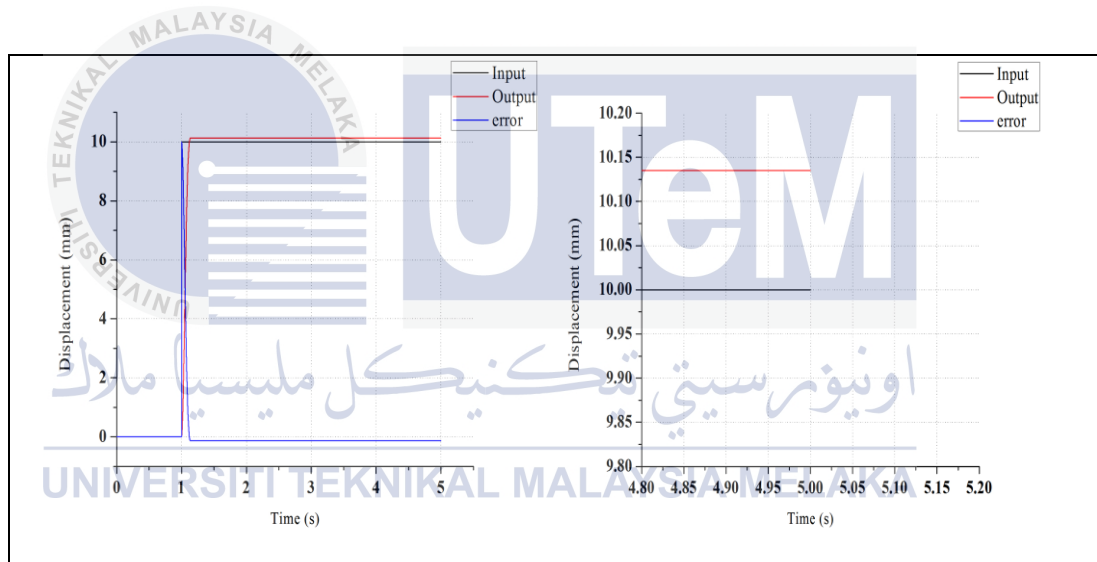 UNIVERSITI TEKNIKAL MALAYSIA MELAKA
UTeM
اونيۏرسيتي تيكنيكل مليسيا ملاك
UNIVERSITI TEKNIKAL MALAYSIA MELAKA
Input
Output
error
10
8
6
4
2
0
Displacement (mm)
0 1 2 3 4 5
Time (s)
Input
Output
error
10.20
10.15
10.10
10.05
10.00
9.95
9.90
9.85
9.80
Displacement (mm)
4.80 4.85 4.90 4.95 5.00 5.05 5.10 5.15 5.20
Time (s)